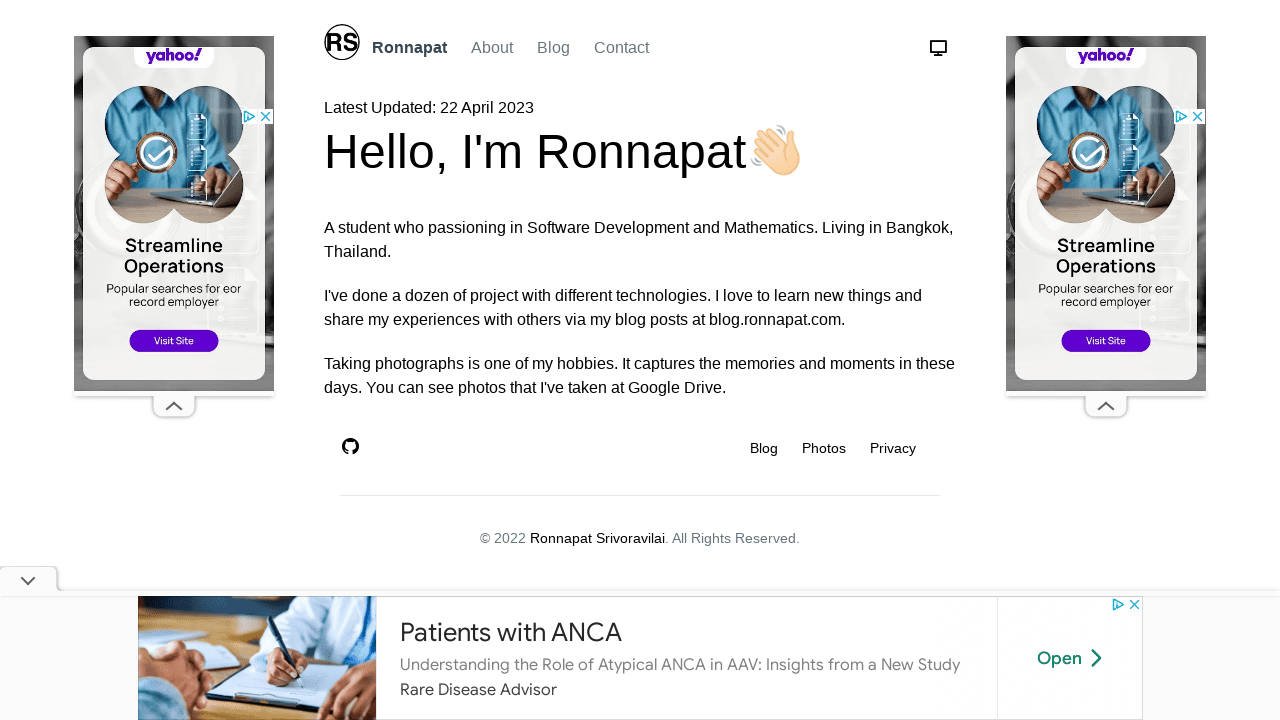 RS
Ronnapat About Blog Contact
Latest Updated: 22 April 2023
Hello, I'm Ronnapat👋🏻
A student who passioning in Software Development and Mathematics. Living in Bangkok,
Thailand.
I've done a dozen of project with different technologies. I love to learn new things and
share my experiences with others via my blog posts at blog.ronnapat.com.
Taking photographs is one of my hobbies. It captures the memories and moments in these
days. You can see photos that I've taken at Google Drive.
Blog Photos Privacy
© 2022 Ronnapat Srivoravilai. All Rights Reserved.
yahoo!
Streamline
Operations
Popular searches for eor
record employer
Visit Site
yahoo!
Streamline
Operations
Popular searches for eor
record employer
Visit Site
Patients with ANCA
Understanding the Role of Atypical ANCA in AAV: Insights from a New Study
Rare Disease Advisor
Open